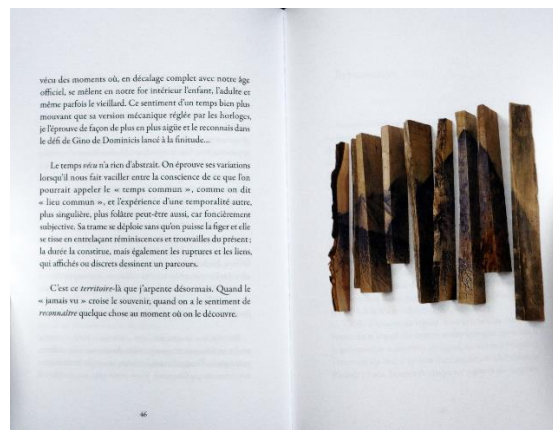 vécu des moments où, en décalage complet avec notre âge
officiel, se mêlent en notre for intérieur l'enfant, l'adulte et
même parfois le vieillard. Ce sentiment d'un temps bien plus
mouvant que sa version mécanique réglée par les horloges,
je l'éprouve de façon de plus en plus aigüe et le reconnais dans
le défi de Gino de Dominicis lancé à la finitude…
Le temps vécu n'a rien d'abstrait. On éprouve ses variations
lorsqu'il nous fait vaciller entre la conscience de ce que l'on
pourrait appeler le « temps commun », comme on dit
« lieu commun », et l'expérience d'une temporalité autre,
plus singulière, plus folâtre peut-être aussi, car foncièrement
subjective. Sa trame se déploie sans qu'on puisse la figer et elle
se tisse en entrelaçant réminiscences et trouvailles du présent ;
la durée la constitue, mais également les ruptures et les liens,
qui affichés ou discrets dessinent un parcours.
C'est ce territoire-là que j'arpente désormais. Quand le
« jamais vu » croise le souvenir, quand on a le sentiment de
reconnaître quelque chose au moment où on le découvre.
46